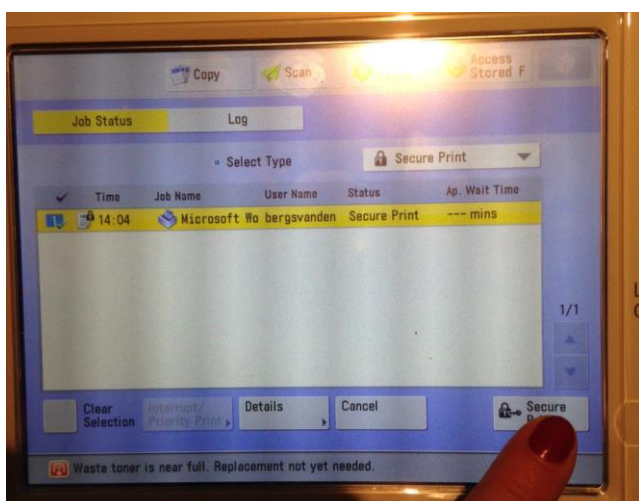 Copy
Scan
Access
Stored F
Job Status
Log
Select Type
Secure Print
Time Job Name User Name Status Ap. Wait Time
1 14:04 Microsoft Wo bergsvanden Secure Print --- mins
1/1
Clear
Selection
Interrupt/
Priority Print
Details
Cancel
Secure
Waste toner is near full. Replacement not yet needed.